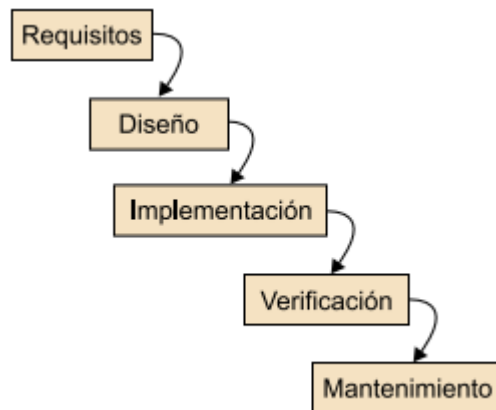 Requisitos
Diseño
Implementación
Verificación
Mantenimiento